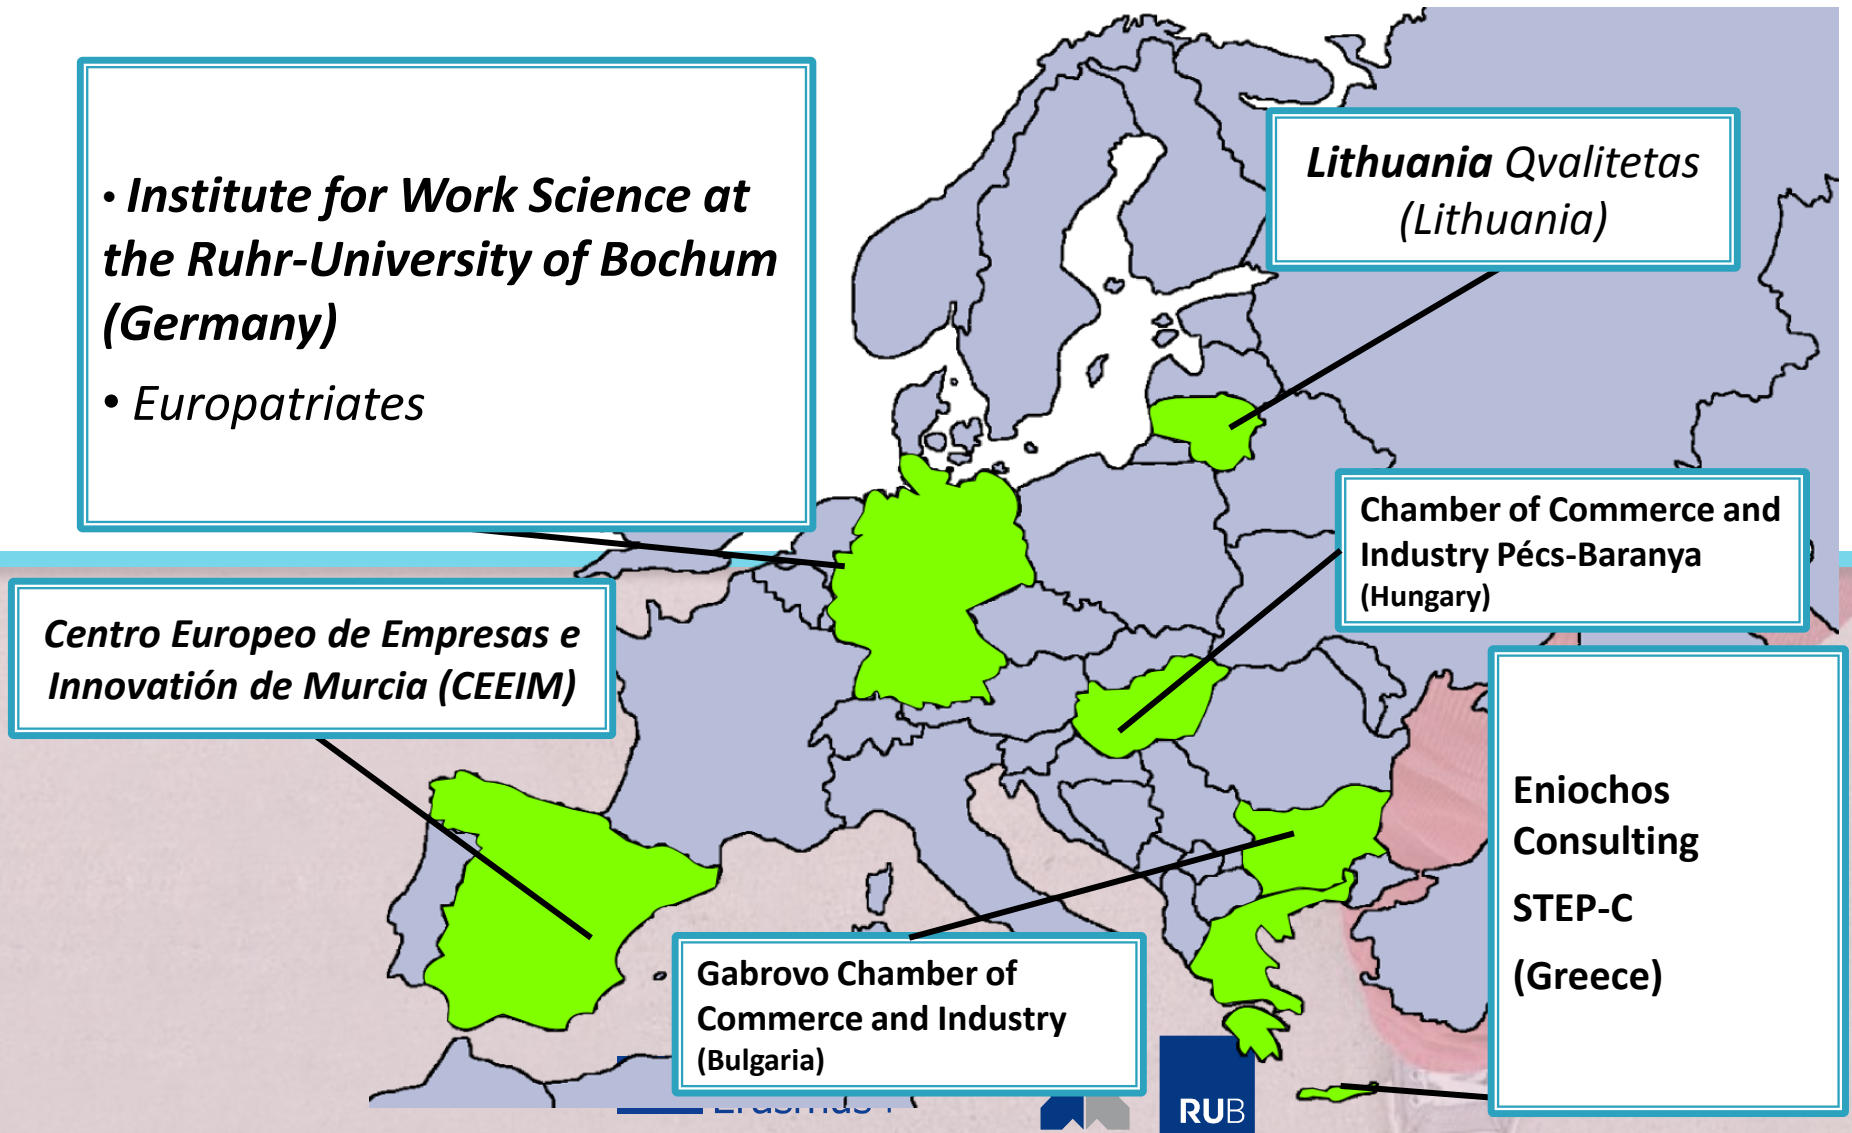 • Institute for Work Science at
the Ruhr-University of Bochum
(Germany)
• Europatriates
Lithuania Qvalitetas
(Lithuania)
Chamber of Commerce and
Industry Pécs-Baranya
(Hungary)
Centro Europeo de Empresas e
Innovatión de Murcia (CEEIM)
Eniochos
Consulting
STEP-C
(Greece)
Gabrovo Chamber of
Commerce and Industry
(Bulgaria)
Erasmus+
RUB